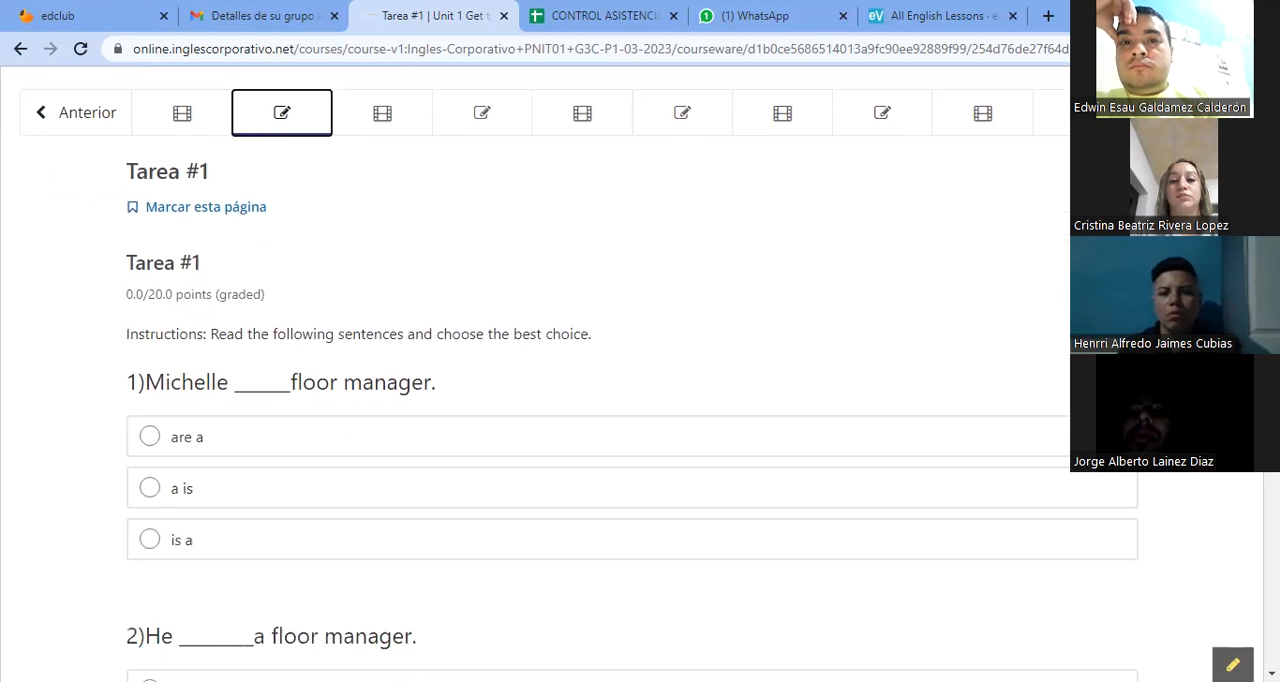 edclub
Detalles de su grupo
Tarea #1 | Unit 1 Get t
CONTROL ASISTENCI
(1) WhatsApp
All English Lessons - e
online.inglescorporativo.net/courses/course-v1:Ingles-Corporativo+PNIT01+G3C-P1-03-2023/courseware/d1b0ce5686514013a9fc90ee92889f99/254d76de27f64d
Anterior
Tarea #1
Marcar esta página
Tarea #1
0.0/20.0 points (graded)
Instructions: Read the following sentences and choose the best choice.
1)Michelle ______floor manager.
are a
a is
is a
2)He ________a floor manager.
Edwin Esau Galdamez Calderón
Cristina Beatriz Rivera Lopez
Henrri Alfredo Jaimes Cubias
Jorge Alberto Lainez Diaz